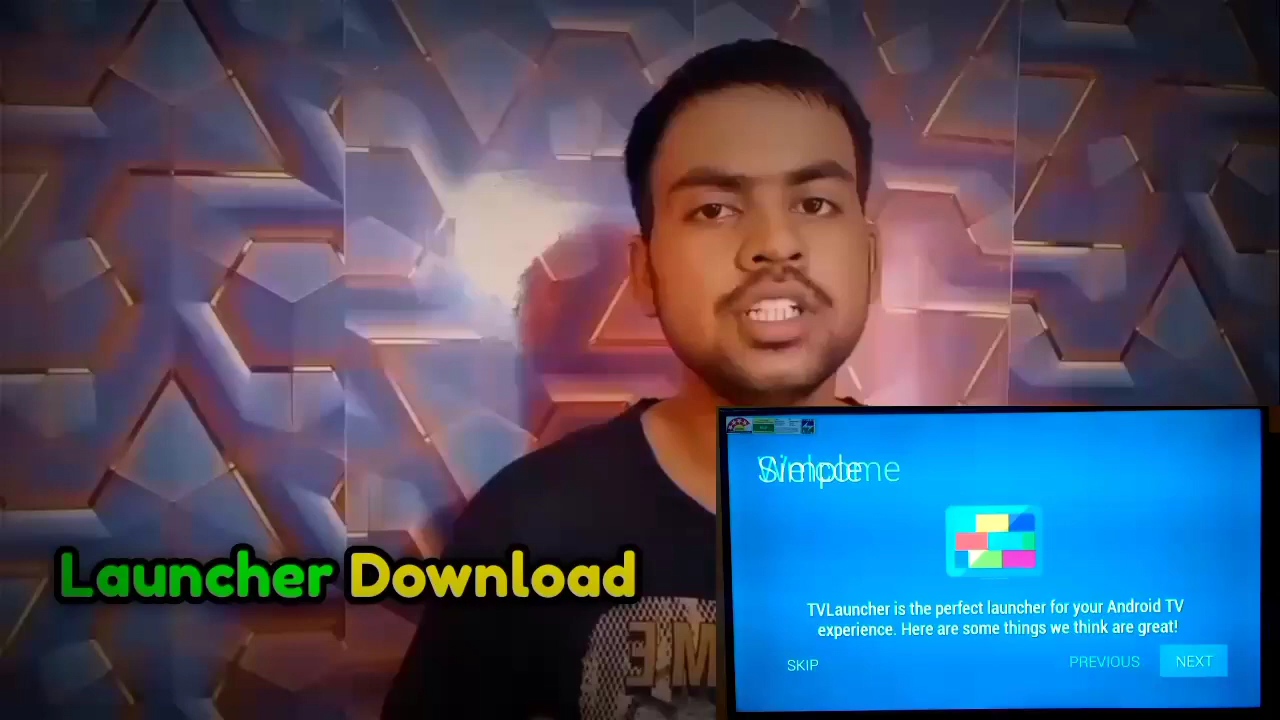 Launcher Download
TVLauncher is the perfect launcher for your Android TV
experience. Here are some things we think are great!
SKIP
PREVIOUS
NEXT